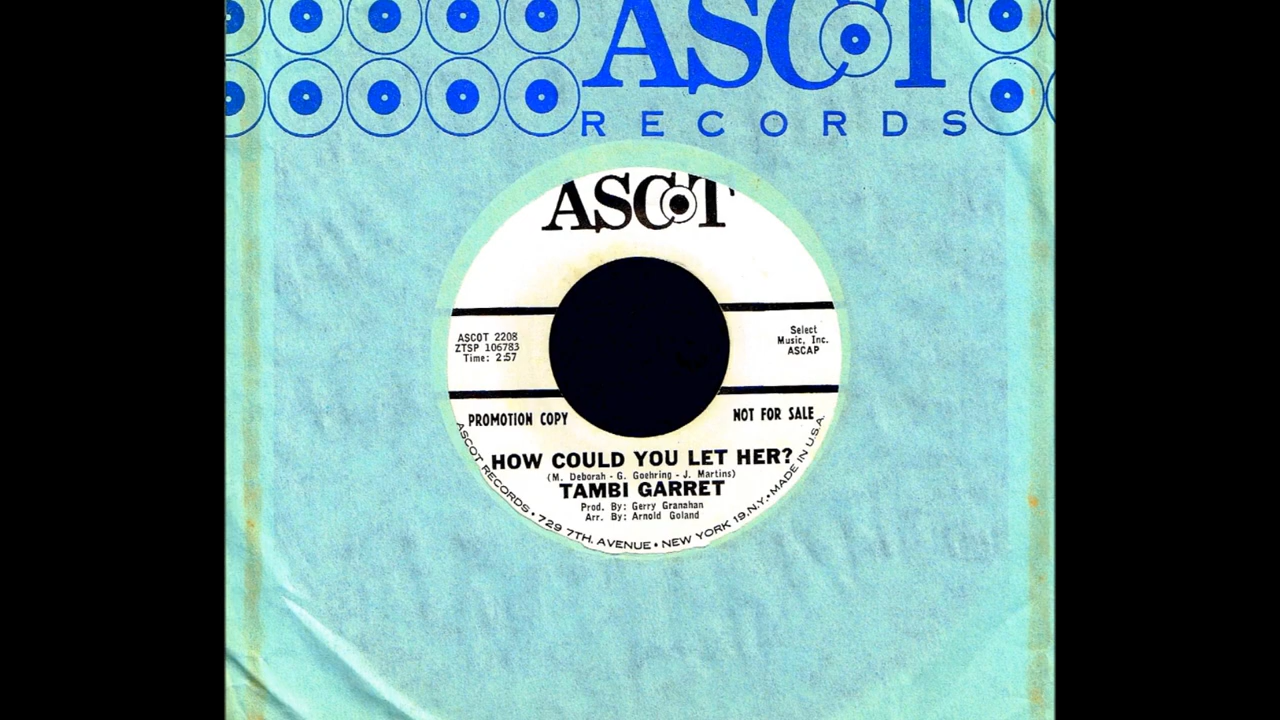 ASCOT
RECORDS
ASCOT
ASCOT 2208
ZTSP 106783
Time: 2:57
Select
Music, Inc.
ASCAP
PROMOTION COPY
NOT FOR SALE
HOW COULD YOU LET HER?
(M. Deborah - G. Goehring - J. Martins)
TAMBI GARRET
Prod. By: Gerry Granahan
Arr. By: Arnold Goland
ASCOT RECORDS • 729 7TH. AVENUE • NEW YORK 19.N.Y. • MADE IN U.S.A.